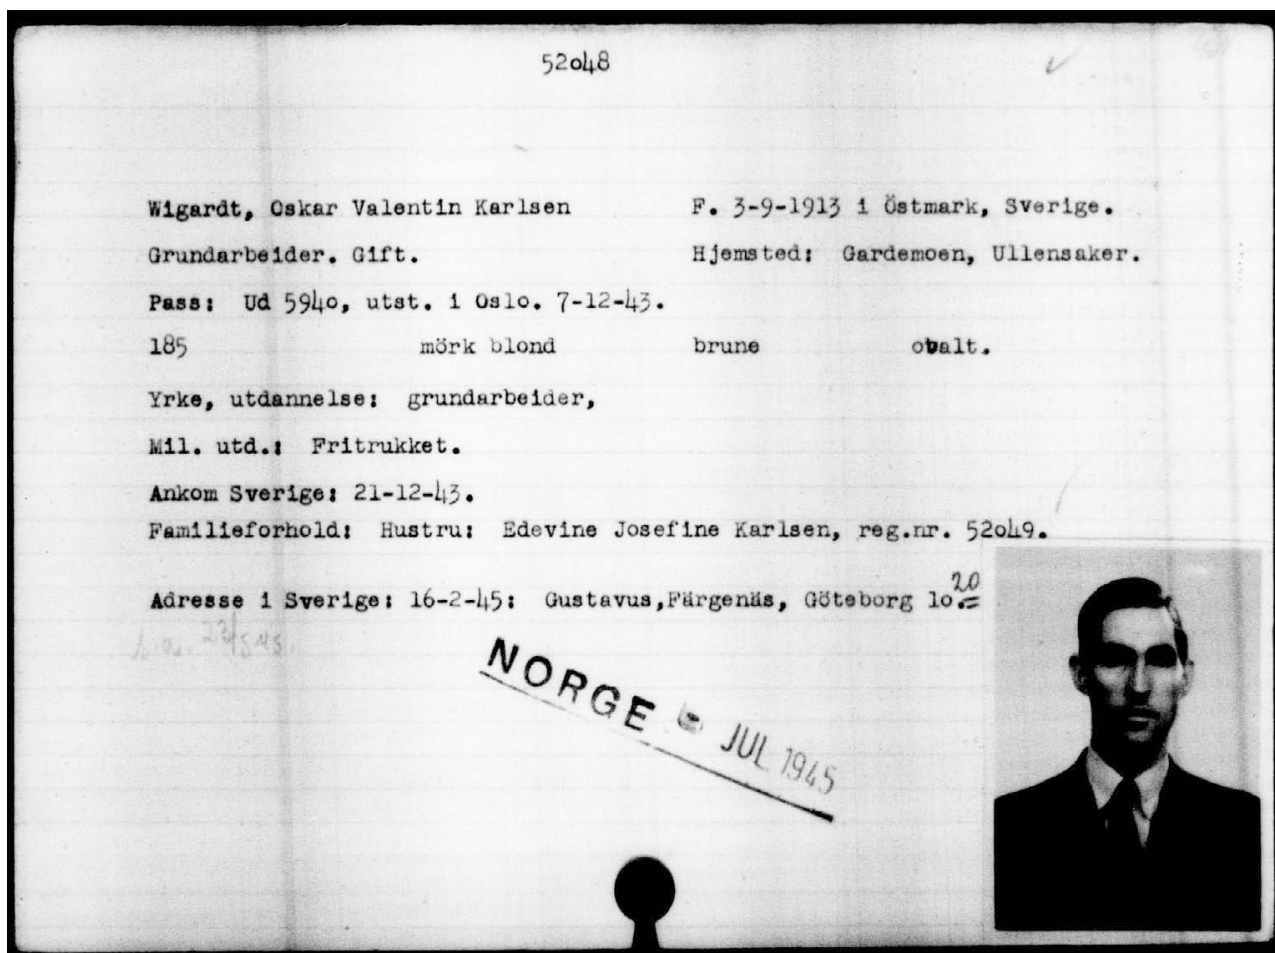 52048
Wigardt, Oskar Valentin Karlsen F. 3-9-1913 i Östmark, Sverige.
Grundarbeider. Gift. Hjemsted: Gardemoen, Ullensaker.
Pass: Ud 5940, utst. i Oslo. 7-12-43.
185 mörk blond brune ovalt.
Yrke, utdannelse: grundarbeider,
Mil. utd.: Fritrukket.
Ankom Sverige: 21-12-43.
Familieforhold: Hustru: Edevine Josefine Karlsen, reg.nr. 52049.
20
Adresse i Sverige: 16-2-45: Gustavus,Färgenäs, Göteborg 10.
NORGE JUL 1945